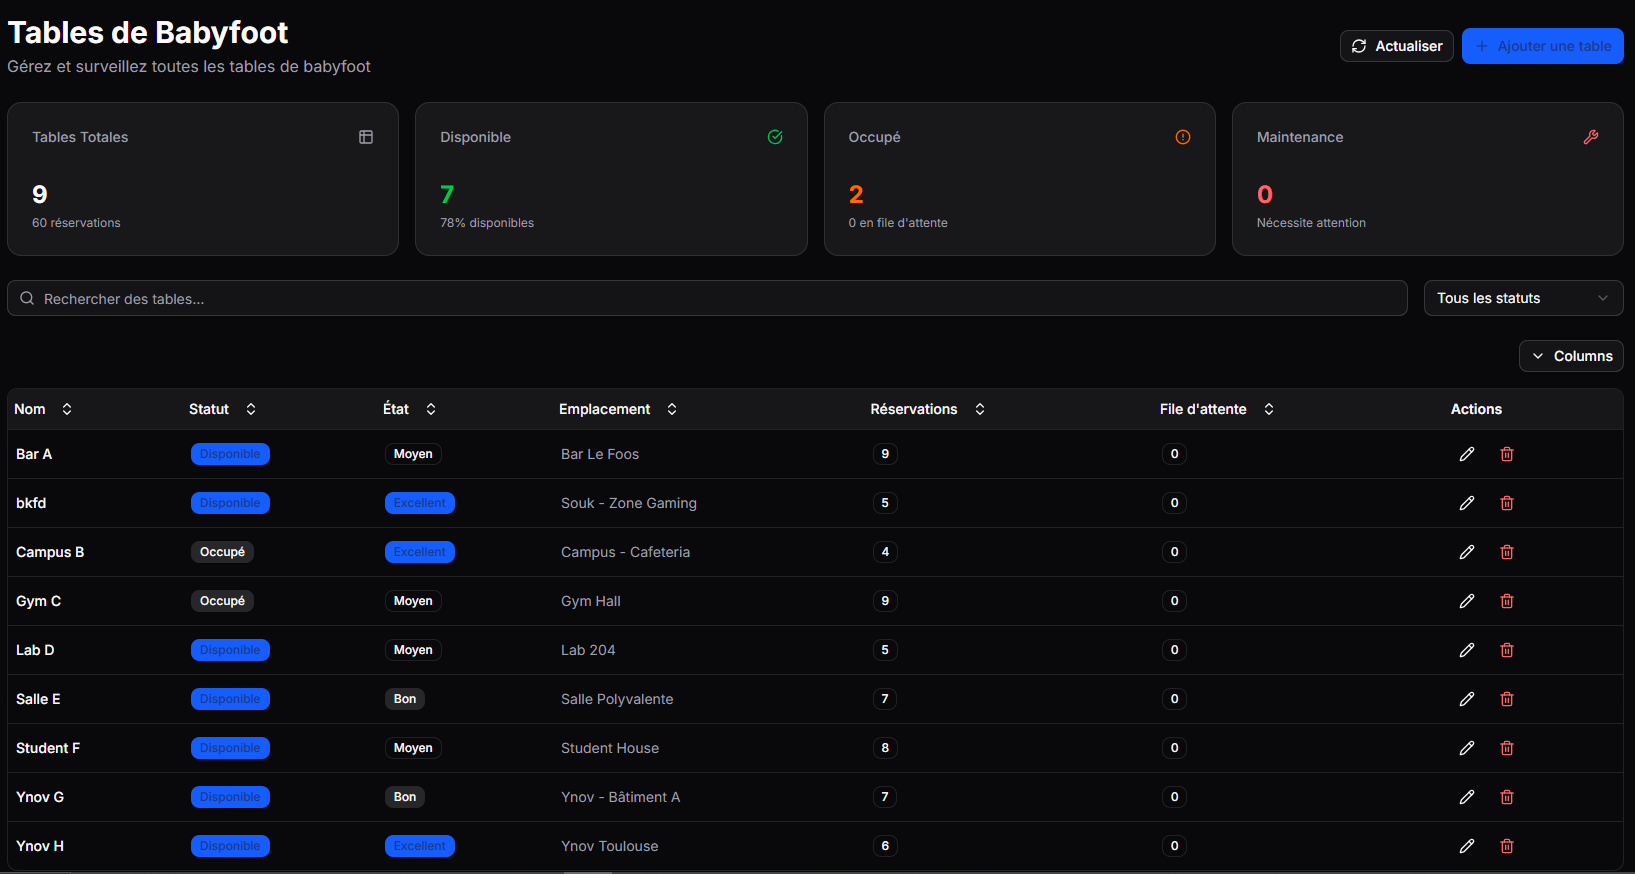 Tables de Babyfoot
Gérez et surveillez toutes les tables de babyfoot
Actualiser
Ajouter une table
Tables Totales
9
60 réservations
Disponible
7
78% disponibles
Occupé
2
0 en file d'attente
Maintenance
0
Nécessite attention
Rechercher des tables...
Tous les statuts
Columns
Nom Statut État Emplacement Réservations File d'attente Actions
Bar A Disponible Moyen Bar Le Foos 9 0
bkfd Disponible Excellent Souk - Zone Gaming 5 0
Campus B Occupé Excellent Campus - Cafeteria 4 0
Gym C Occupé Moyen Gym Hall 9 0
Lab D Disponible Moyen Lab 204 5 0
Salle E Disponible Bon Salle Polyvalente 7 0
Student F Disponible Moyen Student House 8 0
Ynov G Disponible Bon Ynov - Bâtiment A 7 0
Ynov H Disponible Excellent Ynov Toulouse 6 0